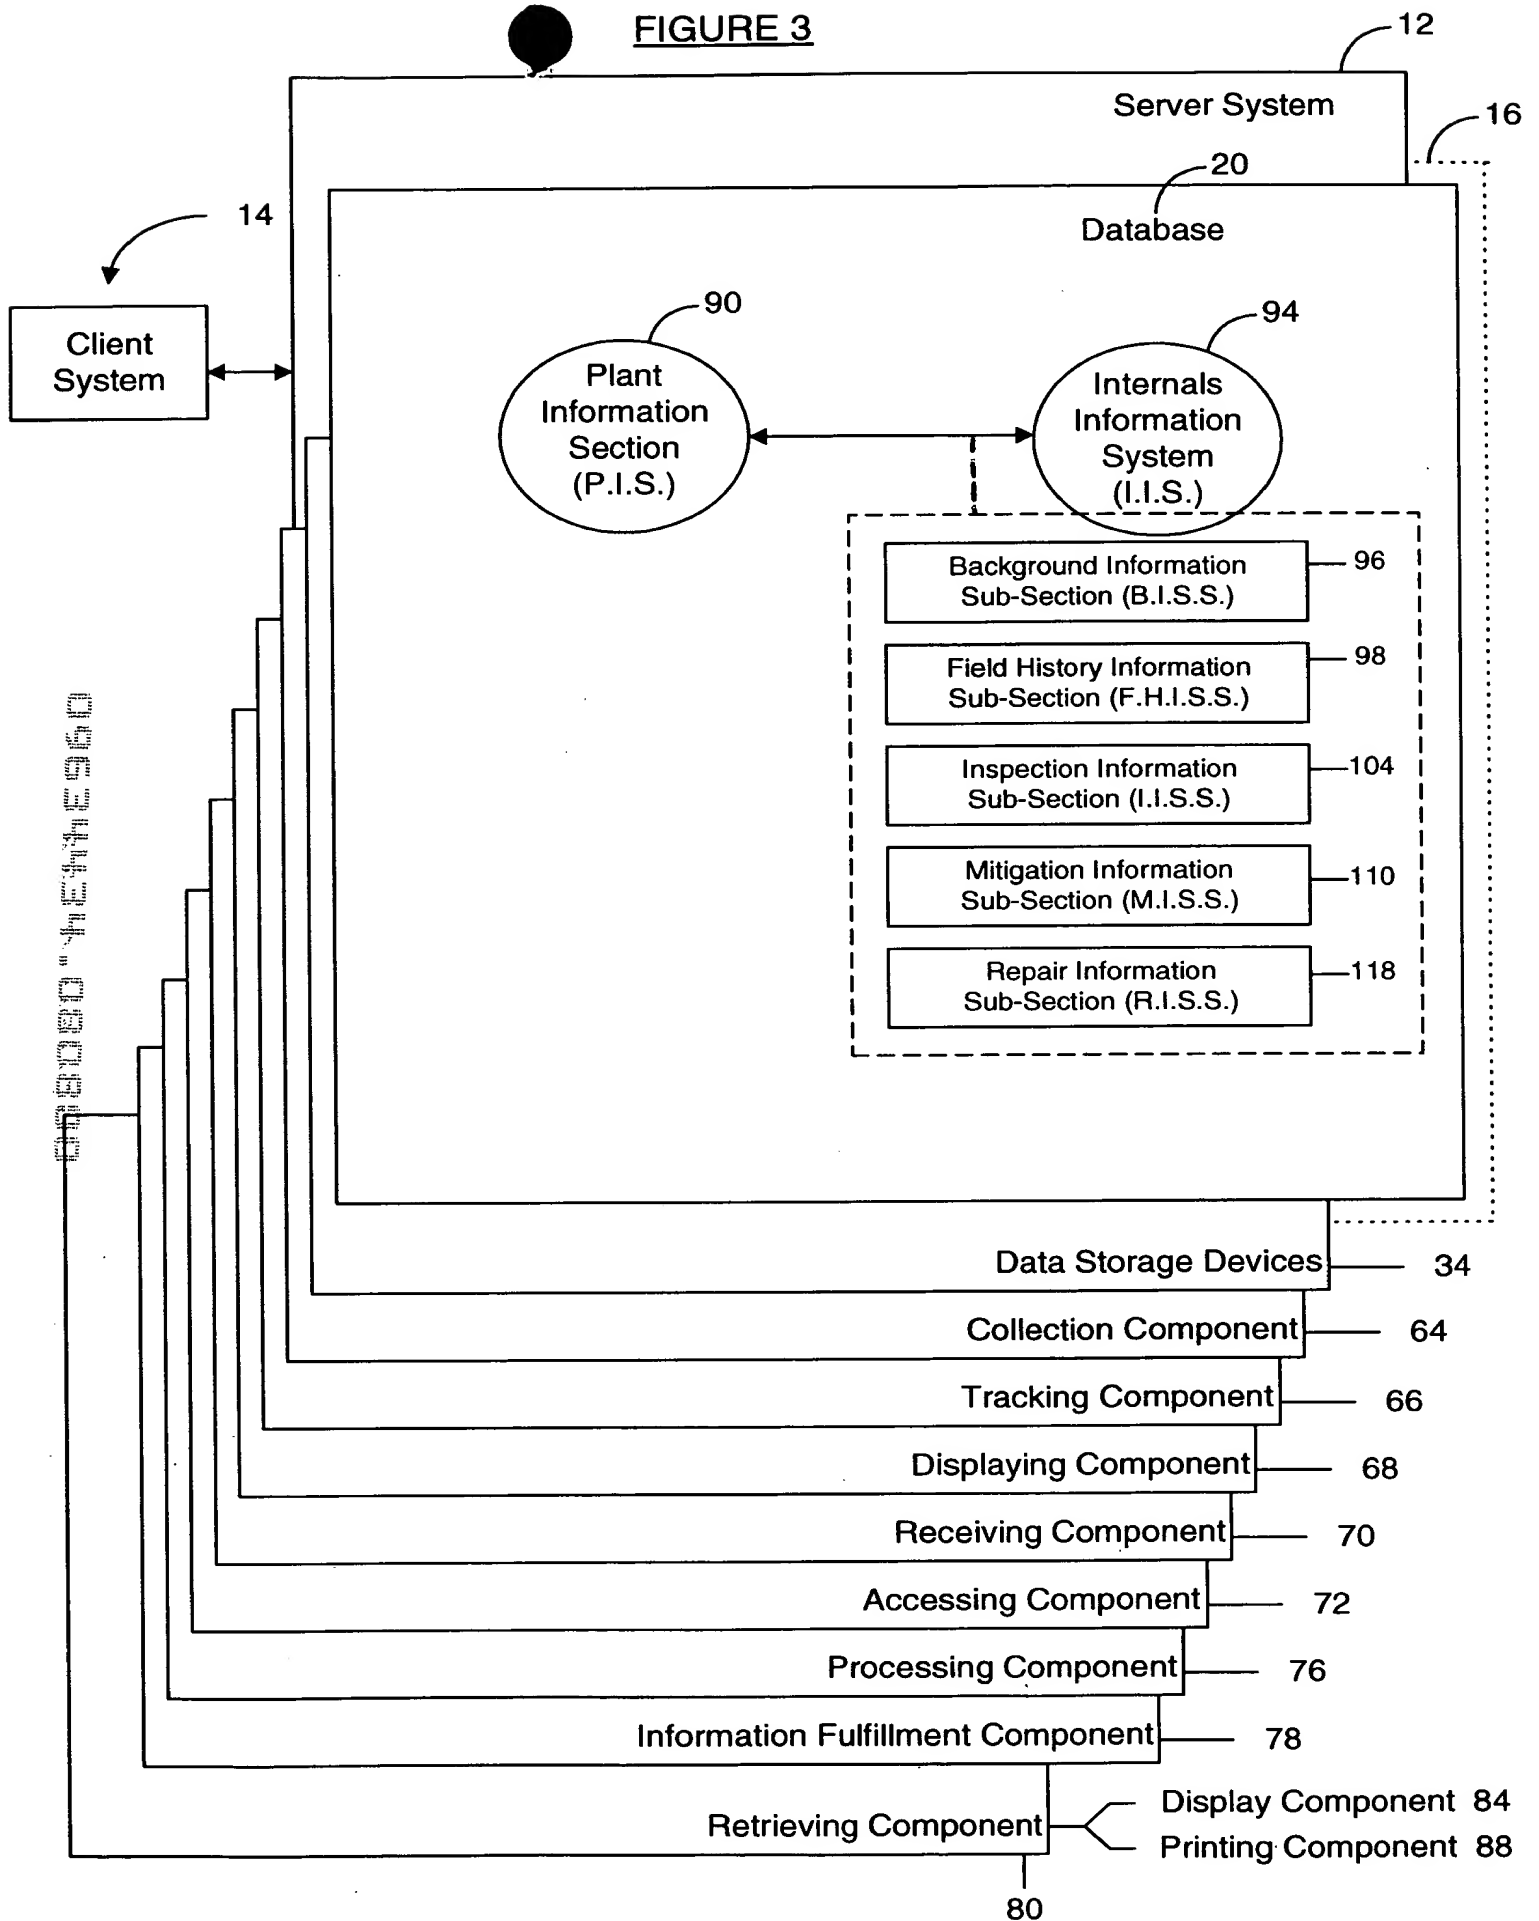 FIGURE 3
12
Server System
16
20
Database
14
Client
System
90
Plant
Information
Section
(P.I.S.)
94
Internals
Information
System
(I.I.S.)
Background Information
Sub-Section (B.I.S.S.)
96
Field History Information
Sub-Section (F.H.I.S.S.)
98
Inspection Information
Sub-Section (I.I.S.S.)
104
Mitigation Information
Sub-Section (M.I.S.S.)
110
Repair Information
Sub-Section (R.I.S.S.)
118
Data Storage Devices
34
Collection Component
64
Tracking Component
66
Displaying Component
68
Receiving Component
70
Accessing Component
72
Processing Component
76
Information Fulfillment Component
78
Retrieving Component
Display Component 84
Printing Component 88
80